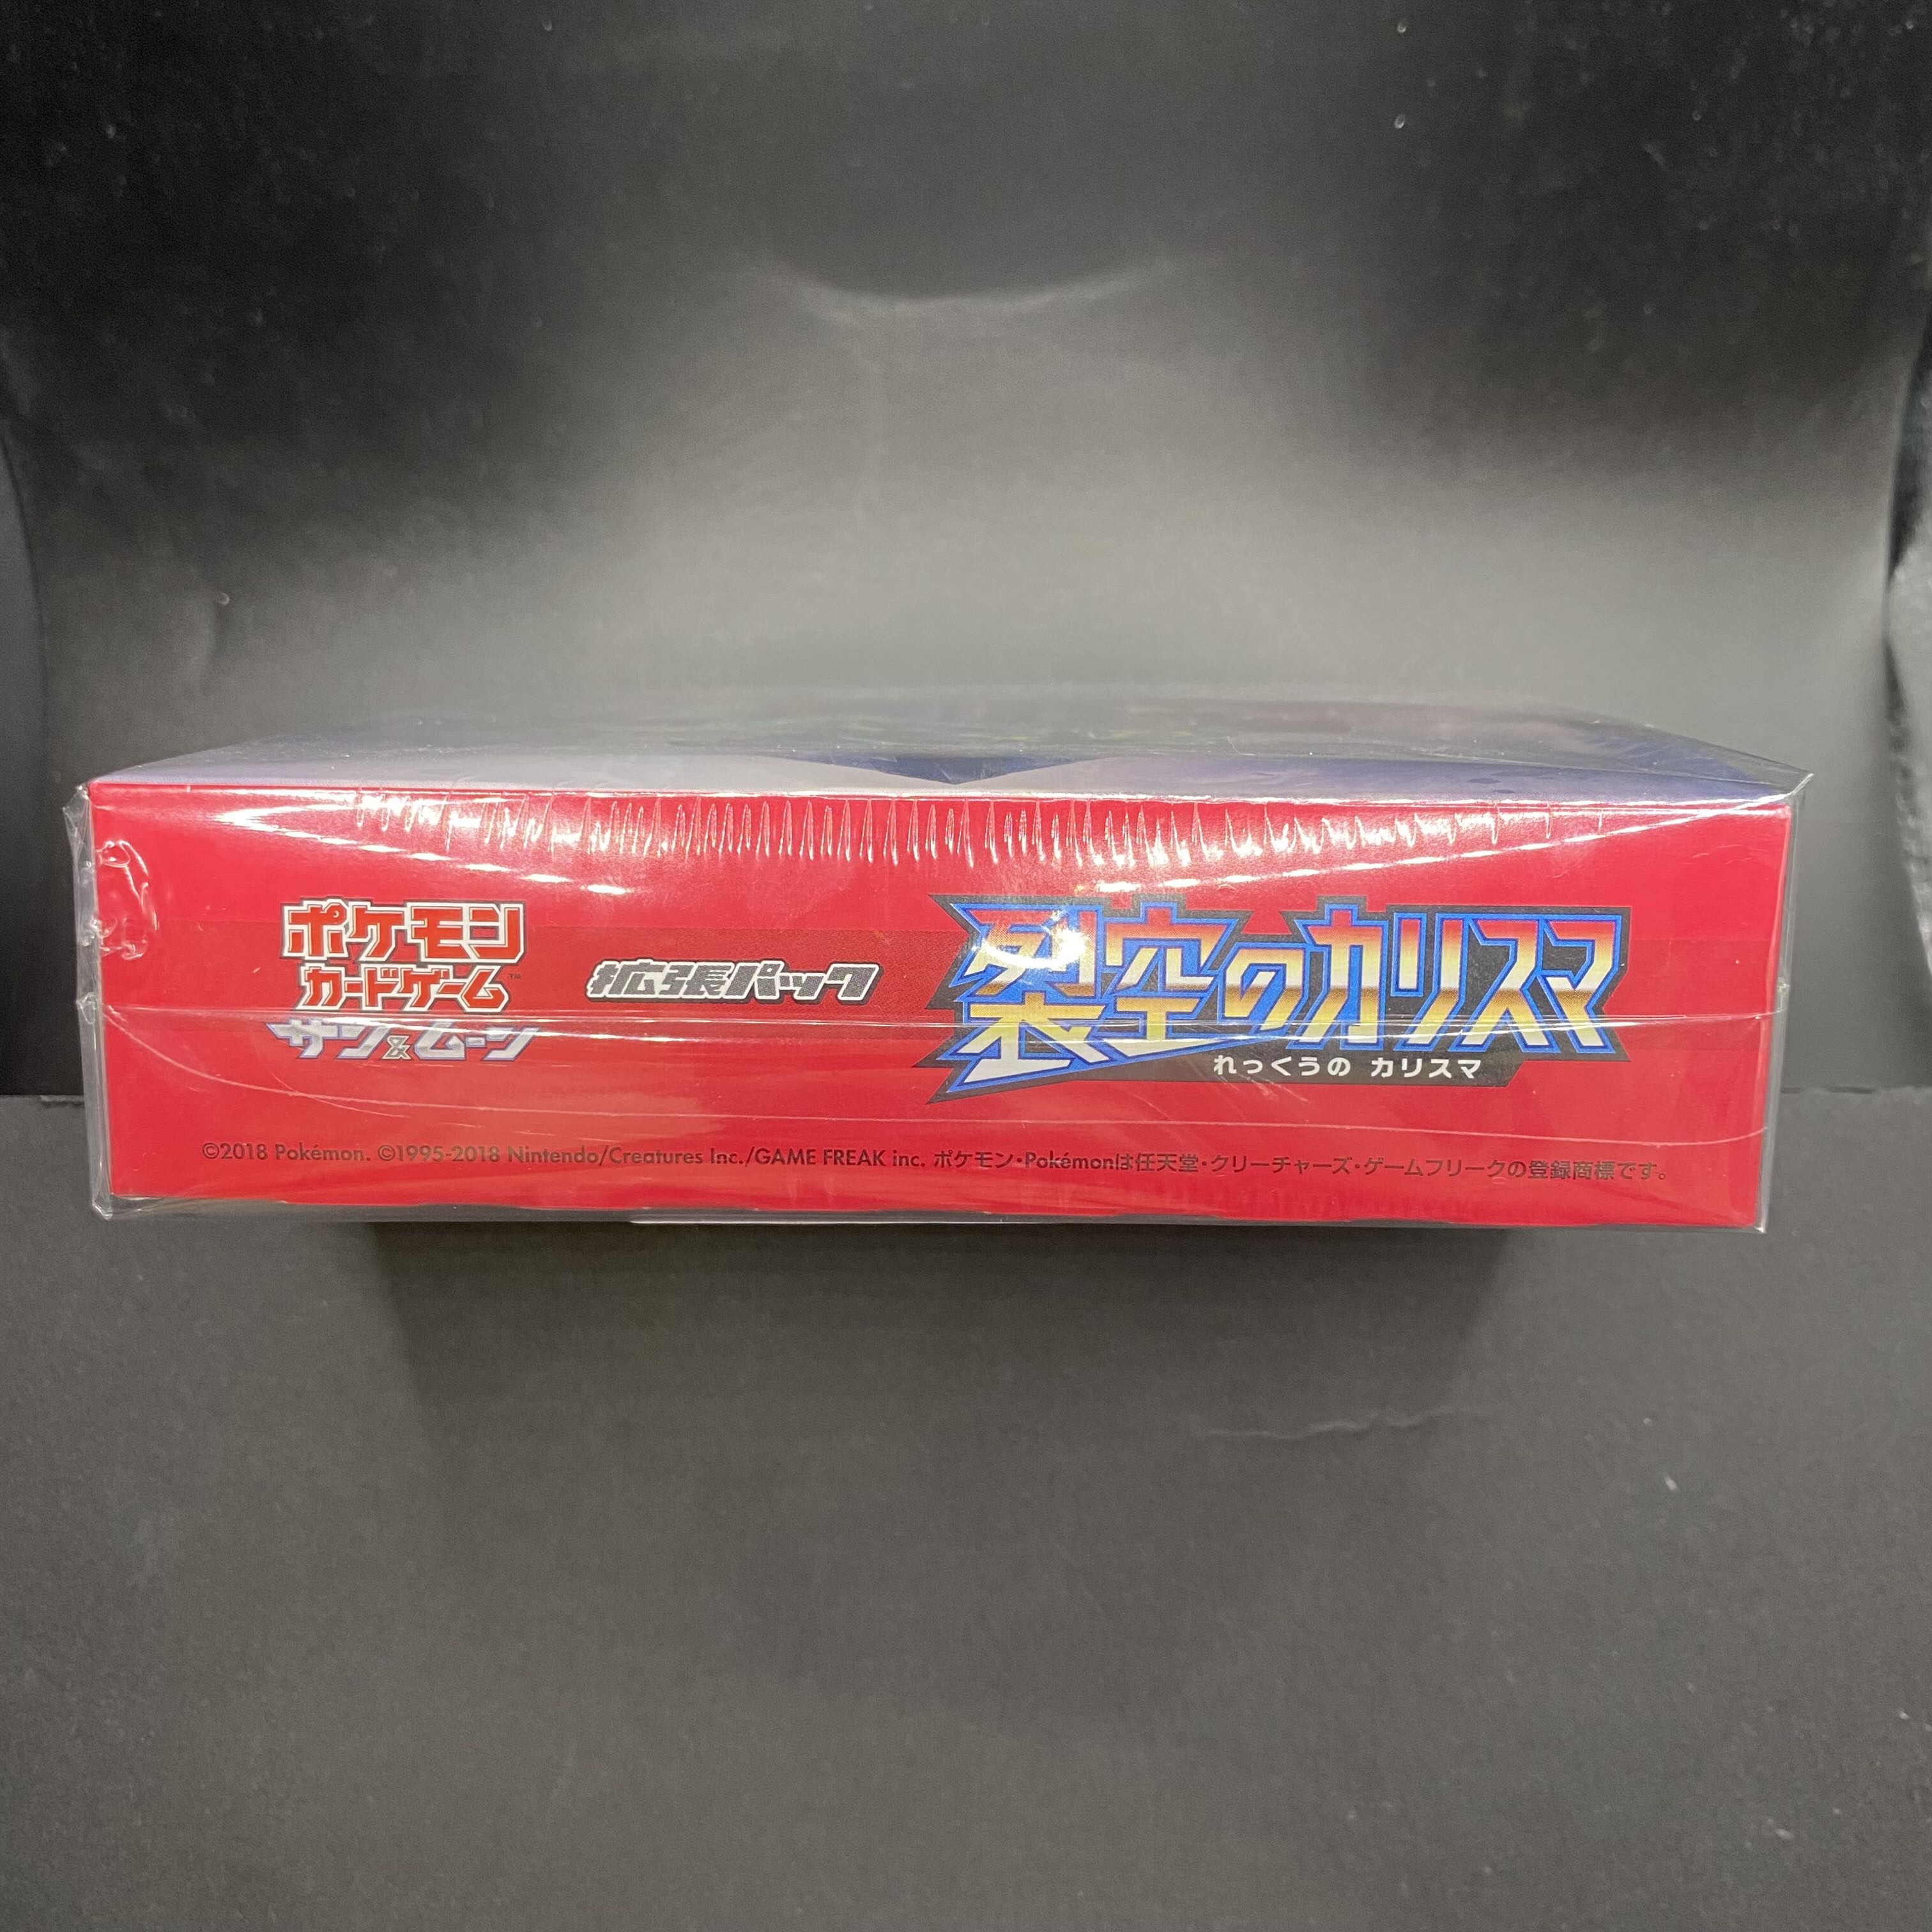 ポケモン
カードゲーム™
サン&ムーン
拡張パック
裂空のカリスマ
れっくうの カリスマ
©2018 Pokémon. ©1995-2018 Nintendo/Creatures Inc./GAME FREAK inc. ポケモン・Pokémonは任天堂・クリーチャーズ・ゲームフリークの登録商標です。